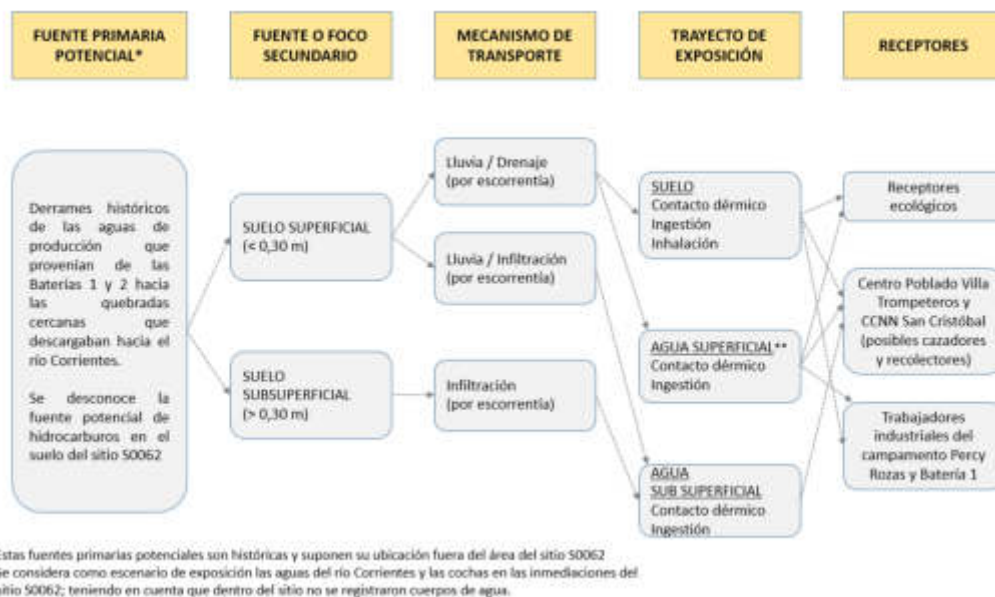 FUENTE PRIMARIA
POTENCIAL*
FUENTE O FOCO
SECUNDARIO
MECANISMO DE
TRANSPORTE
TRAYECTO DE
EXPOSICIÓN
RECEPTORES
Derrames históricos
de las aguas de
producción que
provenían de las
Baterías 1 y 2 hacia
las quebradas
cercanas que
descargaban hacia el
río Corrientes.
Se desconoce la
fuente potencial de
hidrocarburos en el
suelo del sitio S0062
SUELO SUPERFICIAL
(< 0,30 m)
SUELO
SUBSUPERFICIAL
(> 0,30 m)
Lluvia / Drenaje
(por escorrentía)
Lluvia / Infiltración
(por escorrentía)
Infiltración
(por escorrentía)
SUELO
Contacto dérmico
Ingestión
Inhalación
AGUA SUPERFICIAL**
Contacto dérmico
Ingestión
AGUA
SUB SUPERFICIAL
Contacto dérmico
Ingestión
Receptores
ecológicos
Centro Poblado Villa
Trompeteros y
CCNN San Cristóbal
(posibles cazadores
y recolectores)
Trabajadores
industriales del
campamento Percy
Rozas y Batería 1
Estas fuentes primarias potenciales son históricas y suponen su ubicación fuera del área del sitio S0062
Se considera como escenario de exposición las aguas del río Corrientes y las cochas en las inmediaciones del
sitio S0062; teniendo en cuenta que dentro del sitio no se registraron cuerpos de agua.